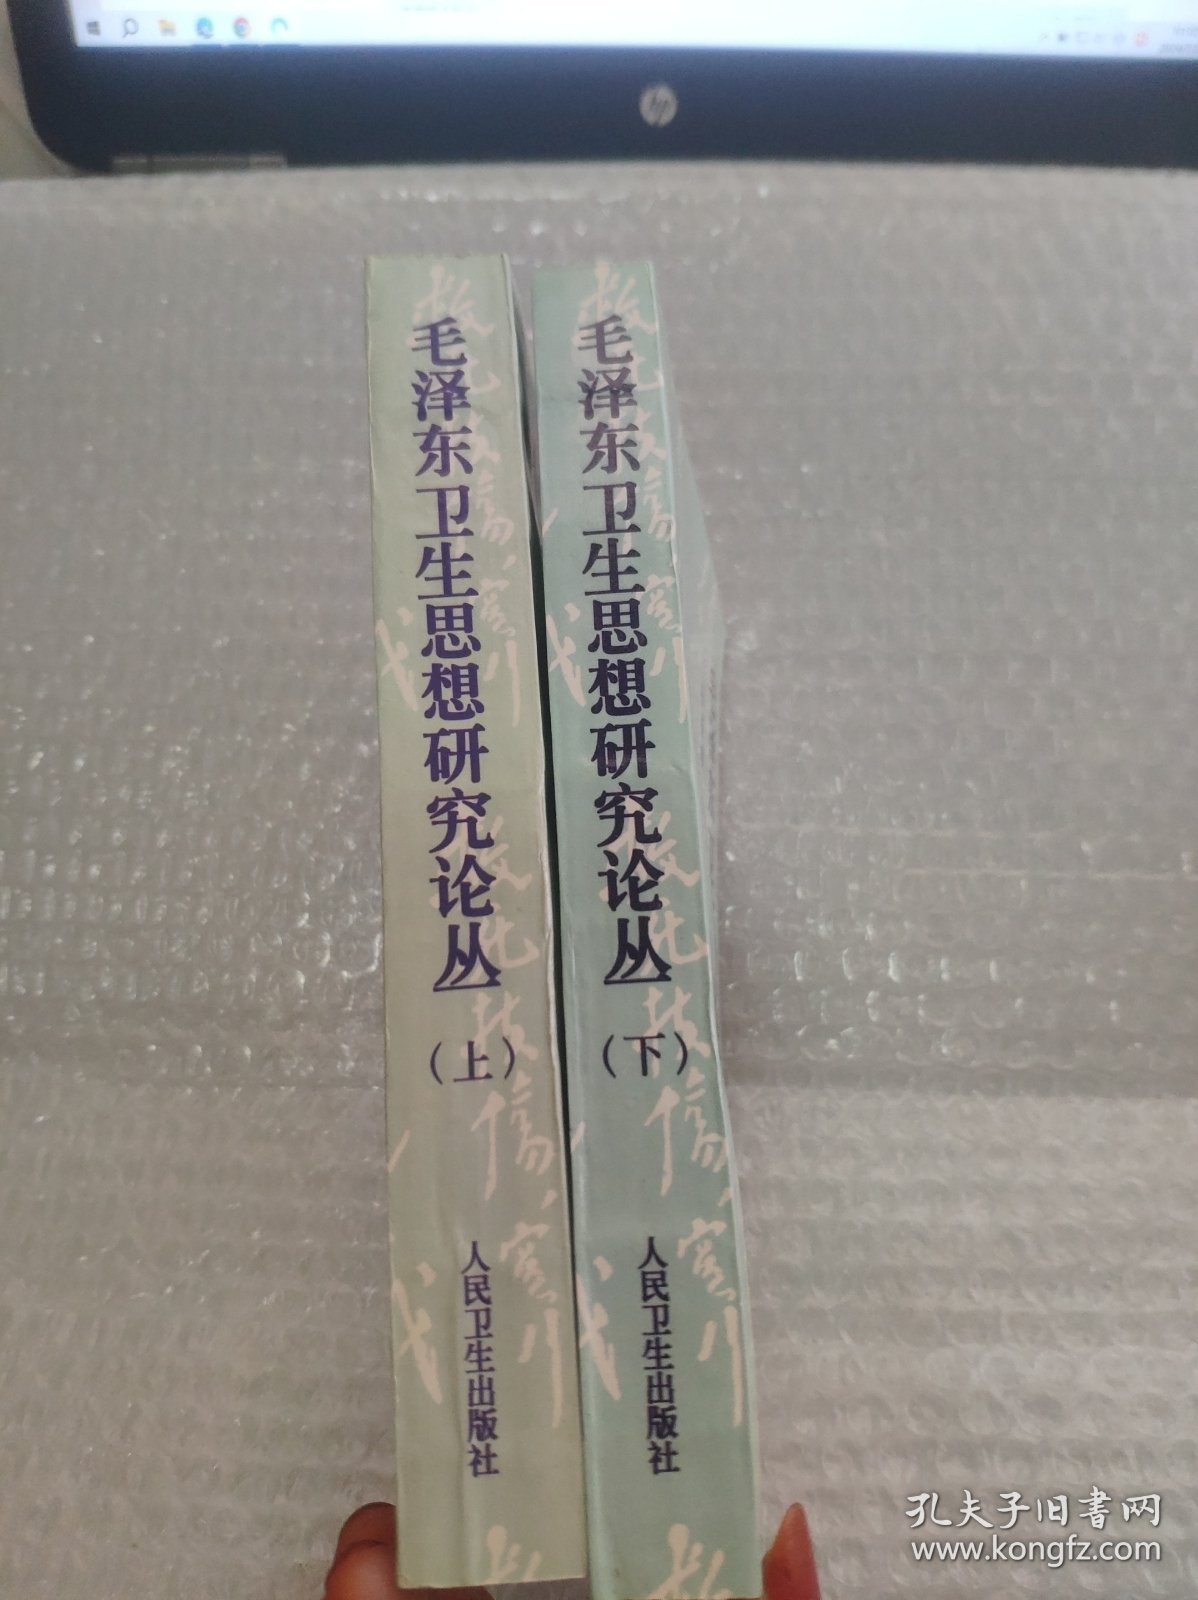 hp
毛泽东卫生思想研究论丛
（上）
人民卫生出版社
毛泽东卫生思想研究论丛
（下）
人民卫生出版社
孔夫子旧書网
www.kongfz.com